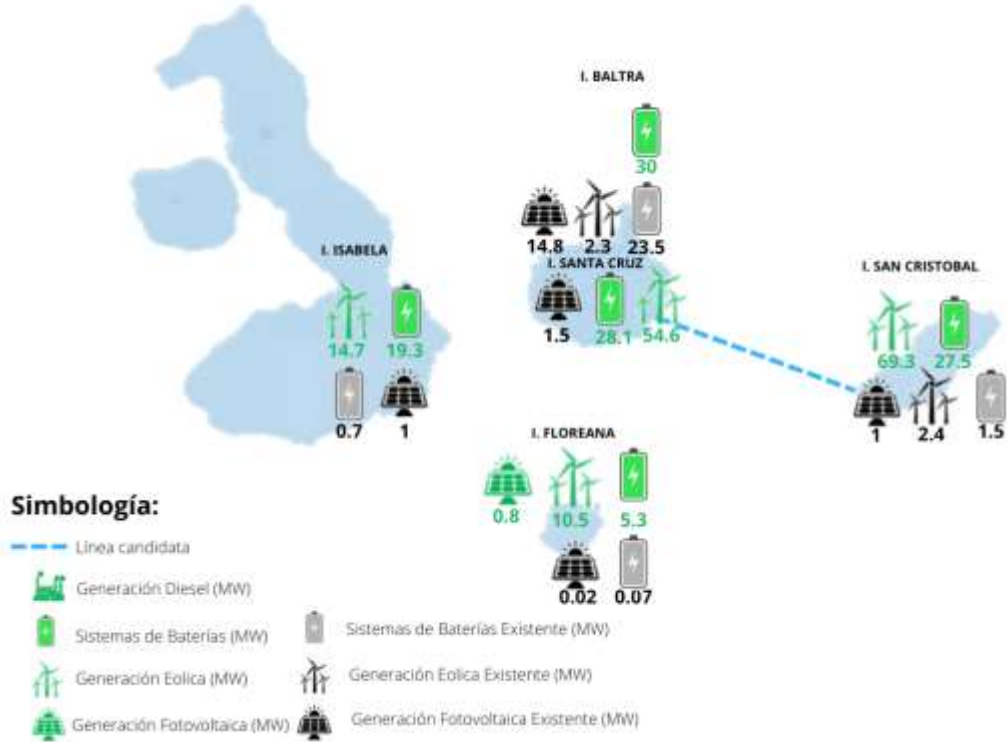 I. BALTRA
30
14.8 2.3 23.5
I. ISABELA
14.7 19.3
0.7 1
I. SANTA CRUZ
1.5 28.1 54.6
I. SAN CRISTOBAL
69.3 27.5
1 2.4 1.5
I. FLOREANA
0.8 10.5 5.3
0.02 0.07
Simbología:
Línea candidata
Generación Diesel (MW)
Sistemas de Baterías (MW)
Sistemas de Baterías Existente (MW)
Generación Eolica (MW)
Generación Eolica Existente (MW)
Generación Fotovoltaica (MW)
Generación Fotovoltaica Existente (MW)